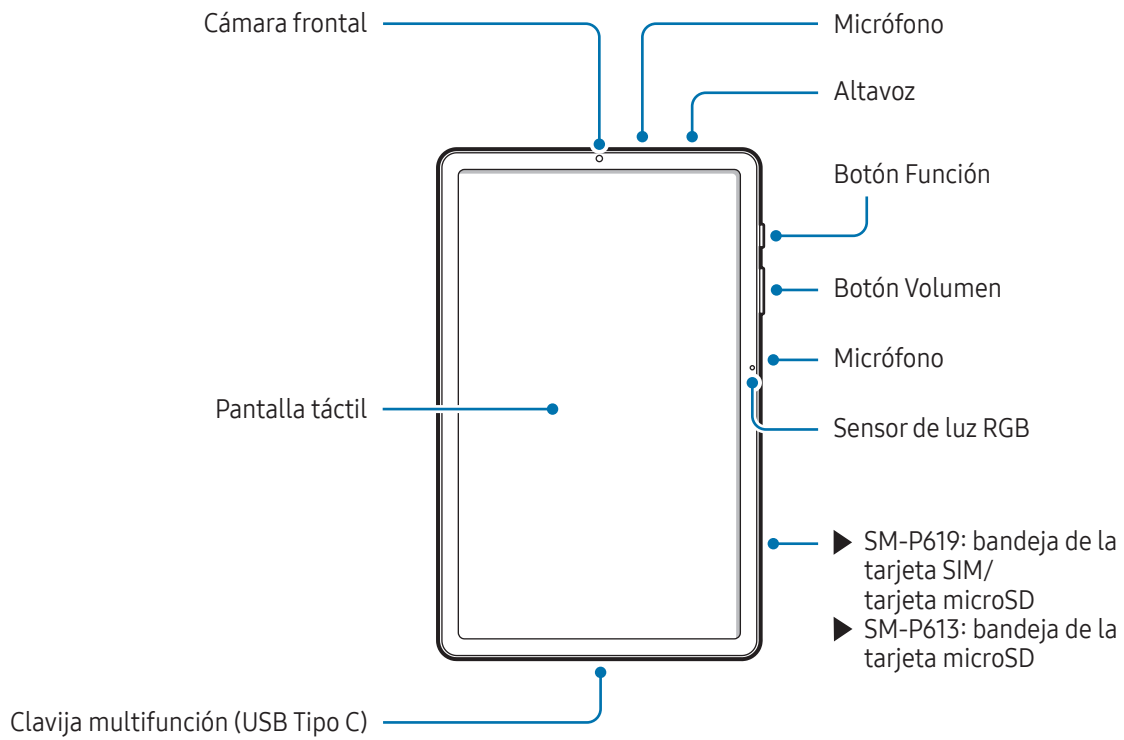 Cámara frontal
Micrófono
Altavoz
Botón Función
Botón Volumen
Micrófono
Pantalla táctil
Sensor de luz RGB
▶ SM-P619: bandeja de la
tarjeta SIM/
tarjeta microSD
▶ SM-P613: bandeja de la
tarjeta microSD
Clavija multifunción (USB Tipo C)